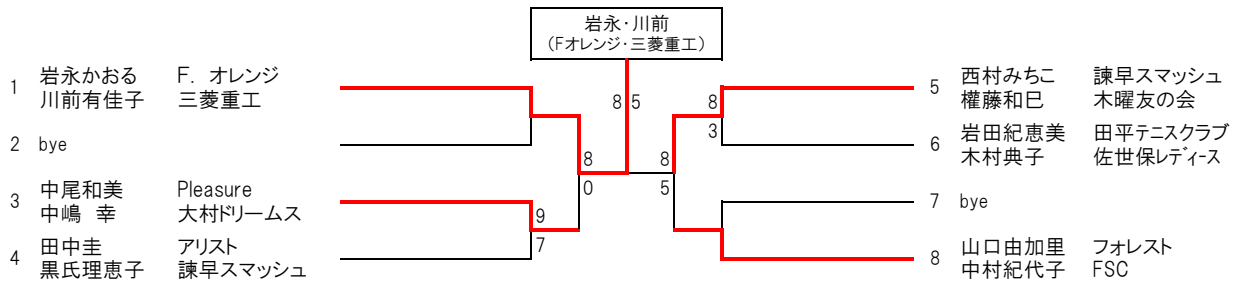 岩永・川前
（Fオレンジ・三菱重工）
1 岩永かおる F．オレンジ
川前有佳子 三菱重工
2 bye
3 中尾和美 Pleasure
中嶋 幸 大村ドリームス
4 田中圭 アリスト
黒氏理恵子 諫早スマッシュ
8 5
8
0
9
7
8
3
8
5
5 西村みちこ 諫早スマッシュ
權藤和巳 木曜友の会
6 岩田紀恵美 田平テニスクラブ
木村典子 佐世保レディース
7 bye
8 山口由加里 フォレスト
中村紀代子 FSC